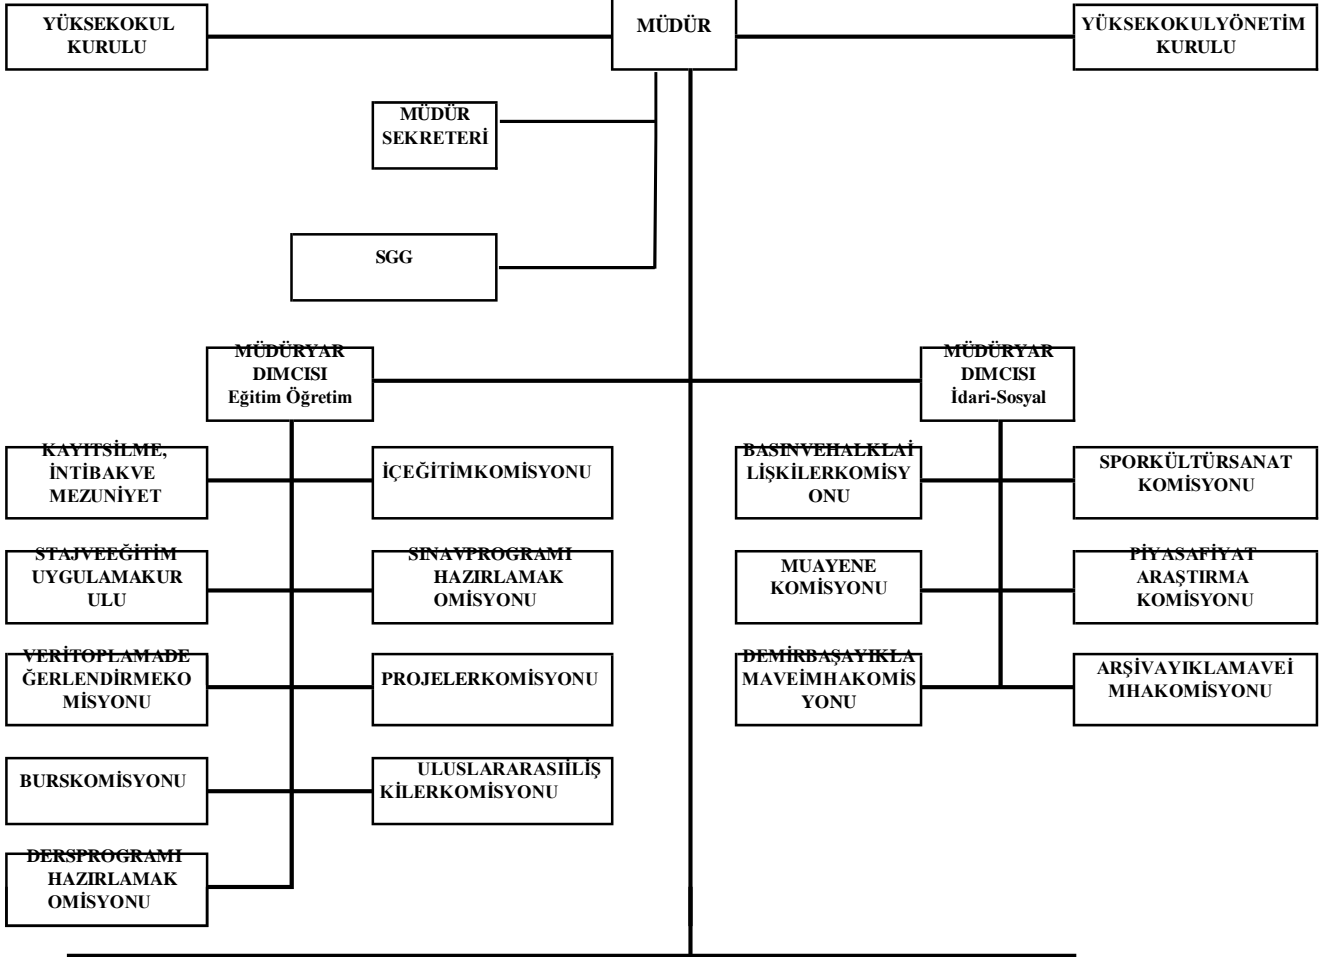 YÜKSEKOKUL
KURULU
MÜDÜR
YÜKSEKOKULYÖNETİM
KURULU
MÜDÜR
SEKRETERİ
SGG
MÜDÜRYAR
DIMCISI
Eğitim Öğretim
MÜDÜRYAR
DIMCISI
İdari-Sosyal
KAYITSİLME,
İNTİBAKVE
MEZUNİYET
İÇEĞİTİMKOMİSYONU
BASINVEHALKLAİ
LİŞKİLERKOMİSY
ONU
SPORKÜLTÜRSANAT
KOMİSYONU
STAJVEEĞİTİM
UYGULAMAKUR
ULU
SINAVPROGRAMI
HAZIRLAMAK
OMİSYONU
MUAYENE
KOMİSYONU
PİYASAFİYAT
ARAŞTIRMA
KOMİSYONU
VERİTOPLAMADE
ĞERLENDİRMEKO
MİSYONU
PROJELERKOMİSYONU
DEMİRBAŞAYIKLA
MAVEİMHAKOMİS
YONU
ARŞİVAYIKLAMAVEİ
MHAKOMİSYONU
BURSKOMİSYONU
ULUSLARARASIİLİŞ
KİLERKOMİSYONU
DERSPROGRAMI
HAZIRLAMAK
OMİSYONU